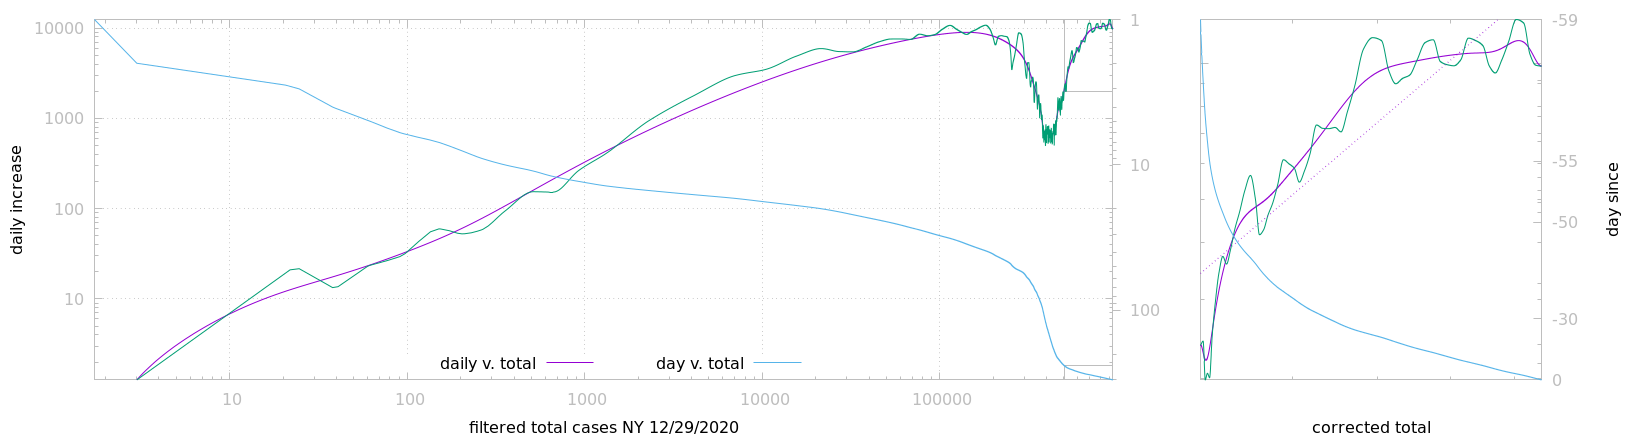 10000
1000
100
10
daily increase
daily v. total
day v. total
1
10
100
10
100
1000
10000
100000
filtered total cases NY 12/29/2020
-59
-55
-50
-30
0
day since
corrected total